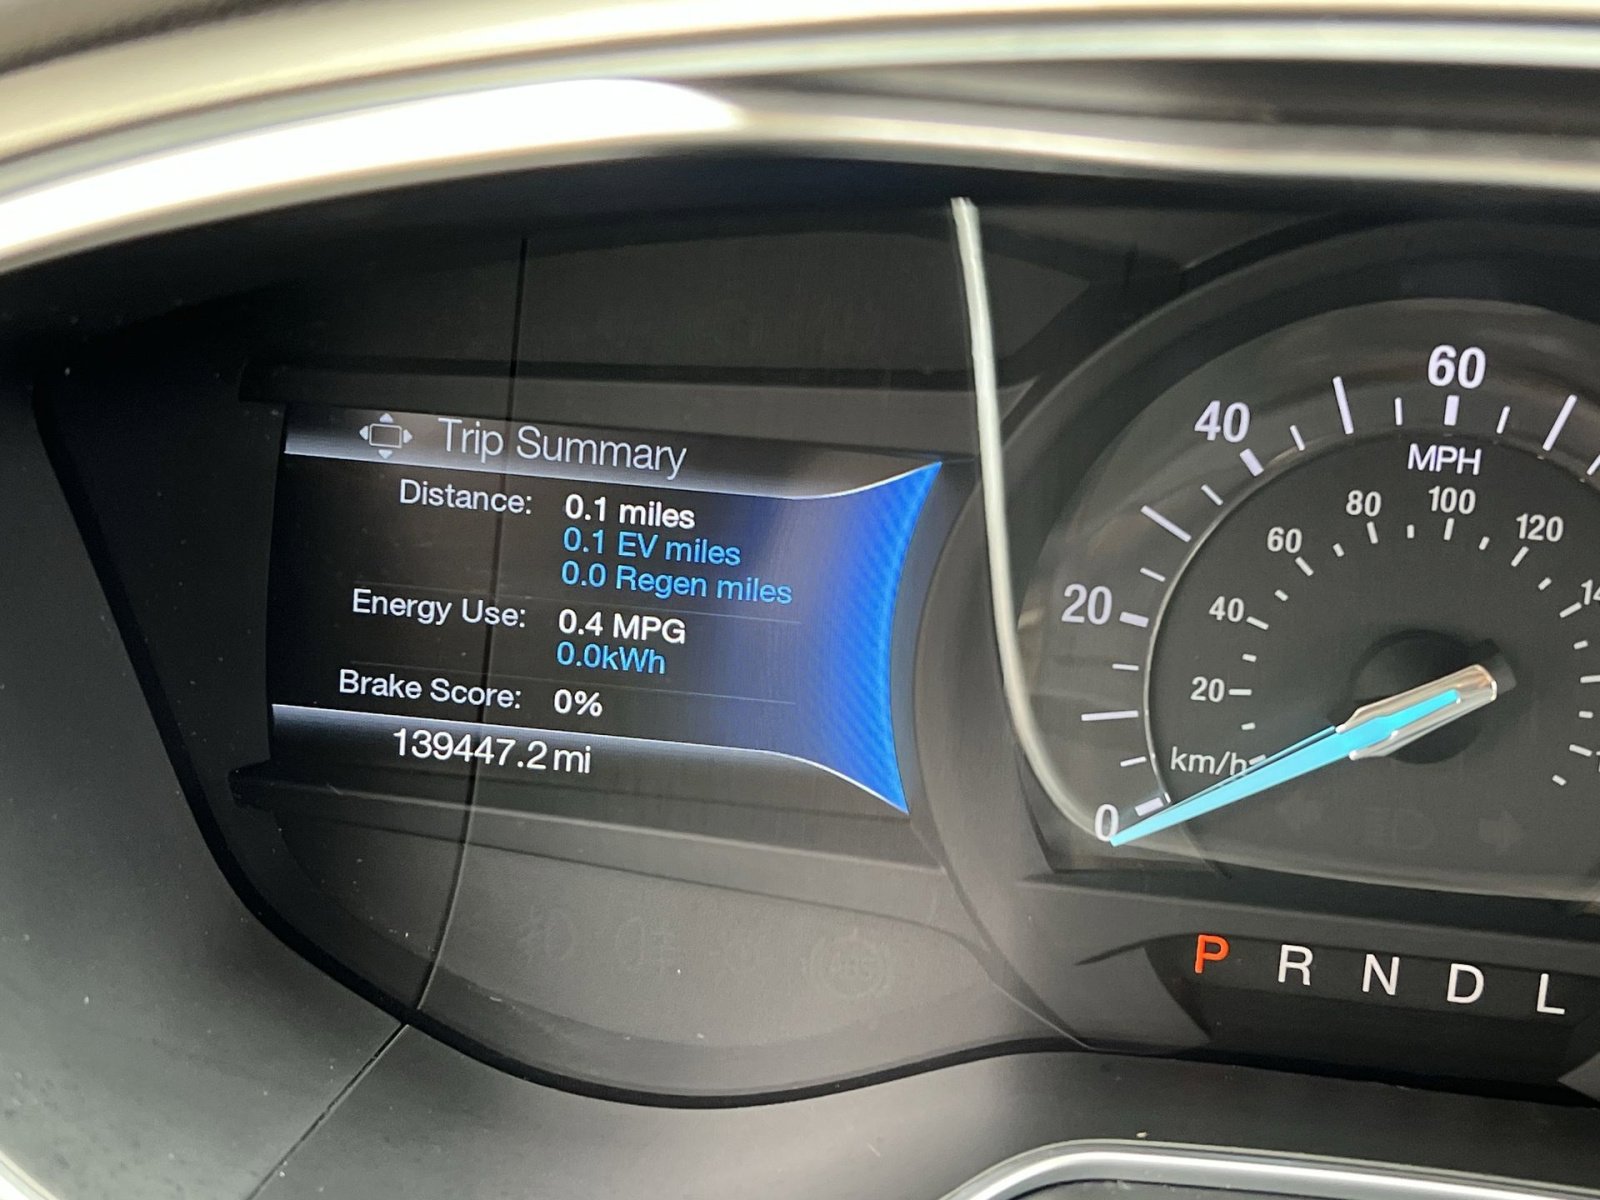 Trip Summary
Distance: 0.1 miles
0.1 EV miles
0.0 Regen miles
Energy Use: 0.4 MPG
0.0kWh
Brake Score: 0%
139447.2 mi
0
20
40
60
MPH
20
40
60
80
100
120
km/h
P R N D L